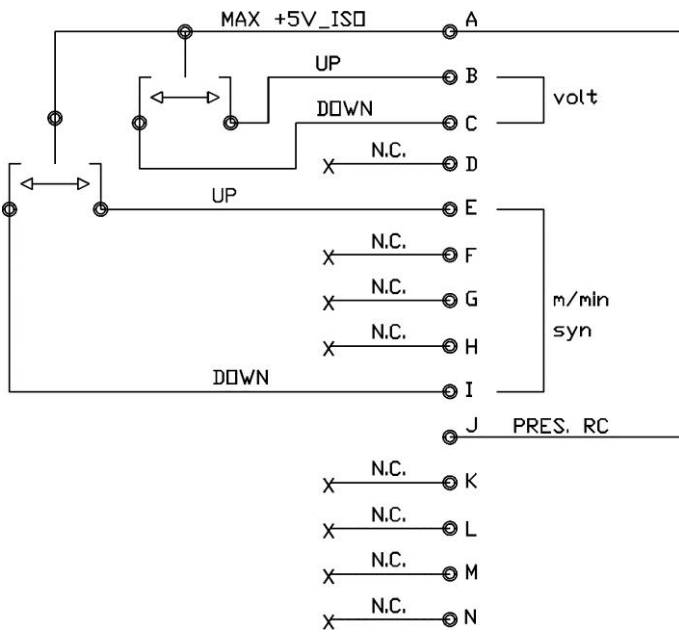 MAX +5V_ISO A
UP B
volt
DOWN C
X N.C. D
UP E
X N.C. F
X N.C. G
m/min
syn
X N.C. H
DOWN I
J PRES. RC
X N.C. K
X N.C. L
X N.C. M
X N.C. N